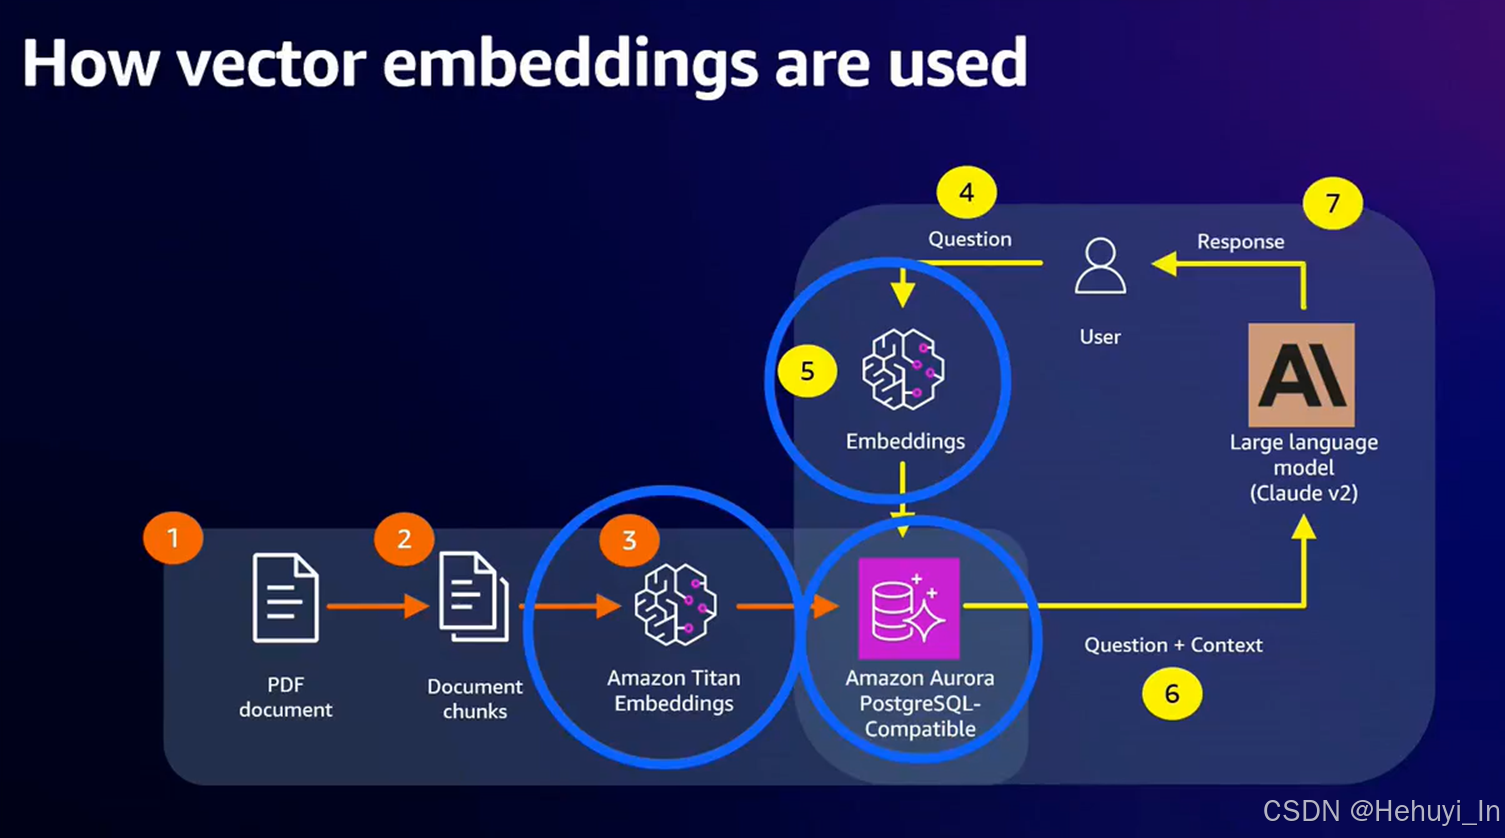 How vector embeddings are used
4
7
Question
Response
User
5
Embeddings
AI
Large language
model
(Claude v2)
1
2
3
PDF
document
Document
chunks
Amazon Titan
Embeddings
Amazon Aurora
PostgreSQL-
Compatible
Question + Context
6
CSDN @Hehuyi_In